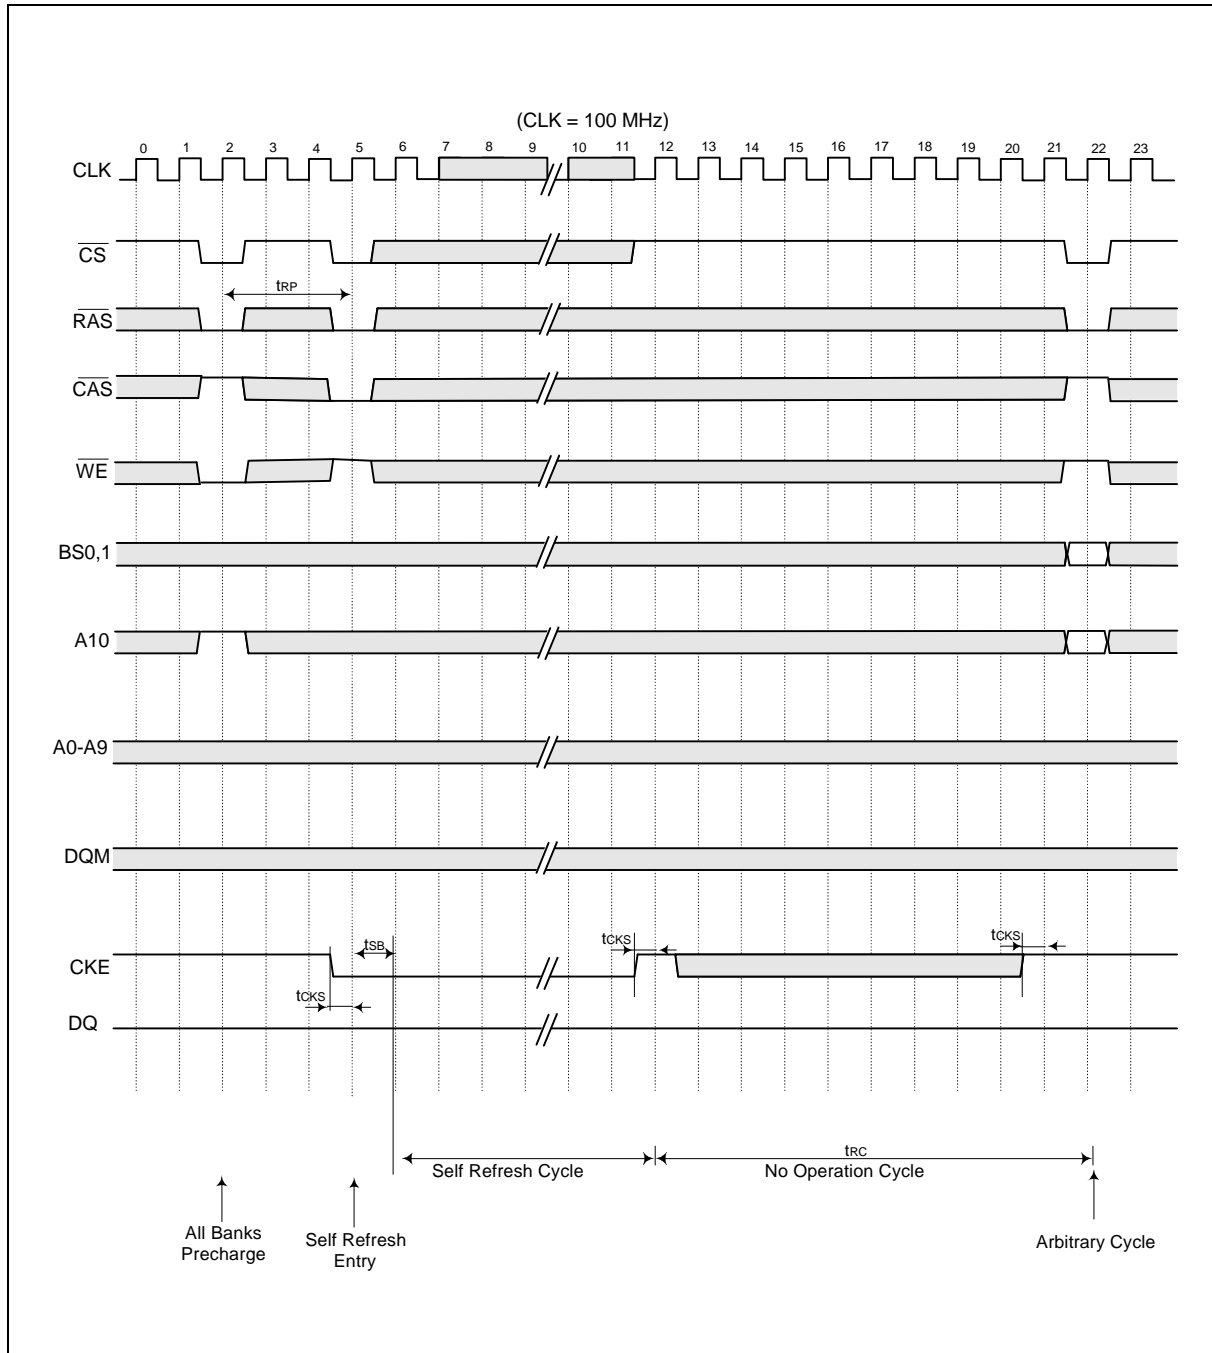 (CLK = 100 MHz)
0 1 2 3 4 5 6 7 8 9 10 11 12 13 14 15 16 17 18 19 20 21 22 23
CLK
CS
tRP
RAS
CAS
WE
BS0,1
A10
A0-A9
DQM
tSB
tCKS
tCKS
CKE
tCKS
DQ
tRC
Self Refresh Cycle
No Operation Cycle
All Banks
Precharge
Self Refresh
Entry
Arbitrary Cycle